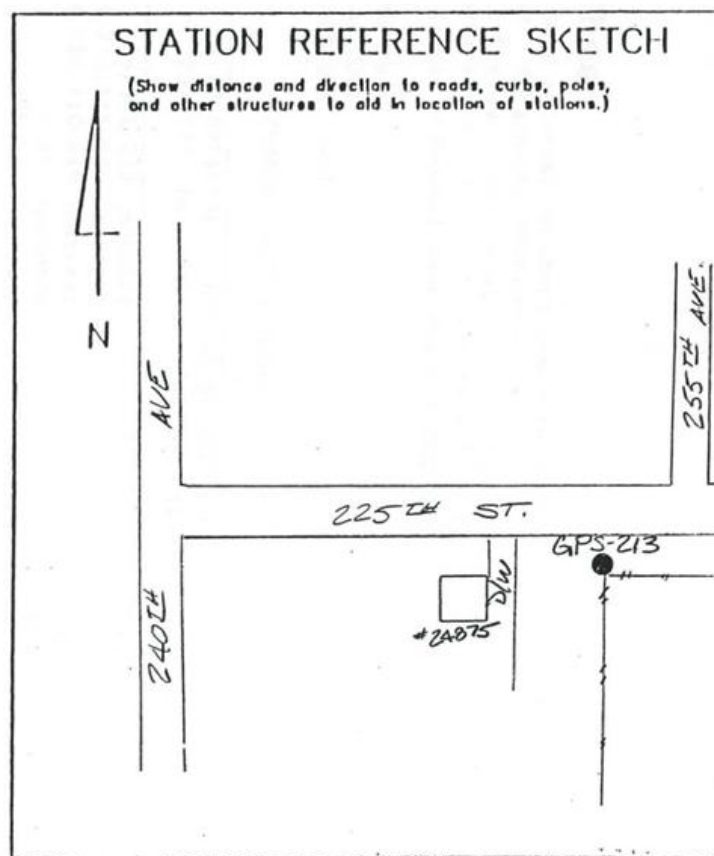 STATION REFERENCE SKETCH
(Show distance and direction to roads, curbs, poles,
and other structures to aid in location of stations.)
N
240TH AVE
255TH AVE.
225TH ST.
GPS-213
D/W
#24875